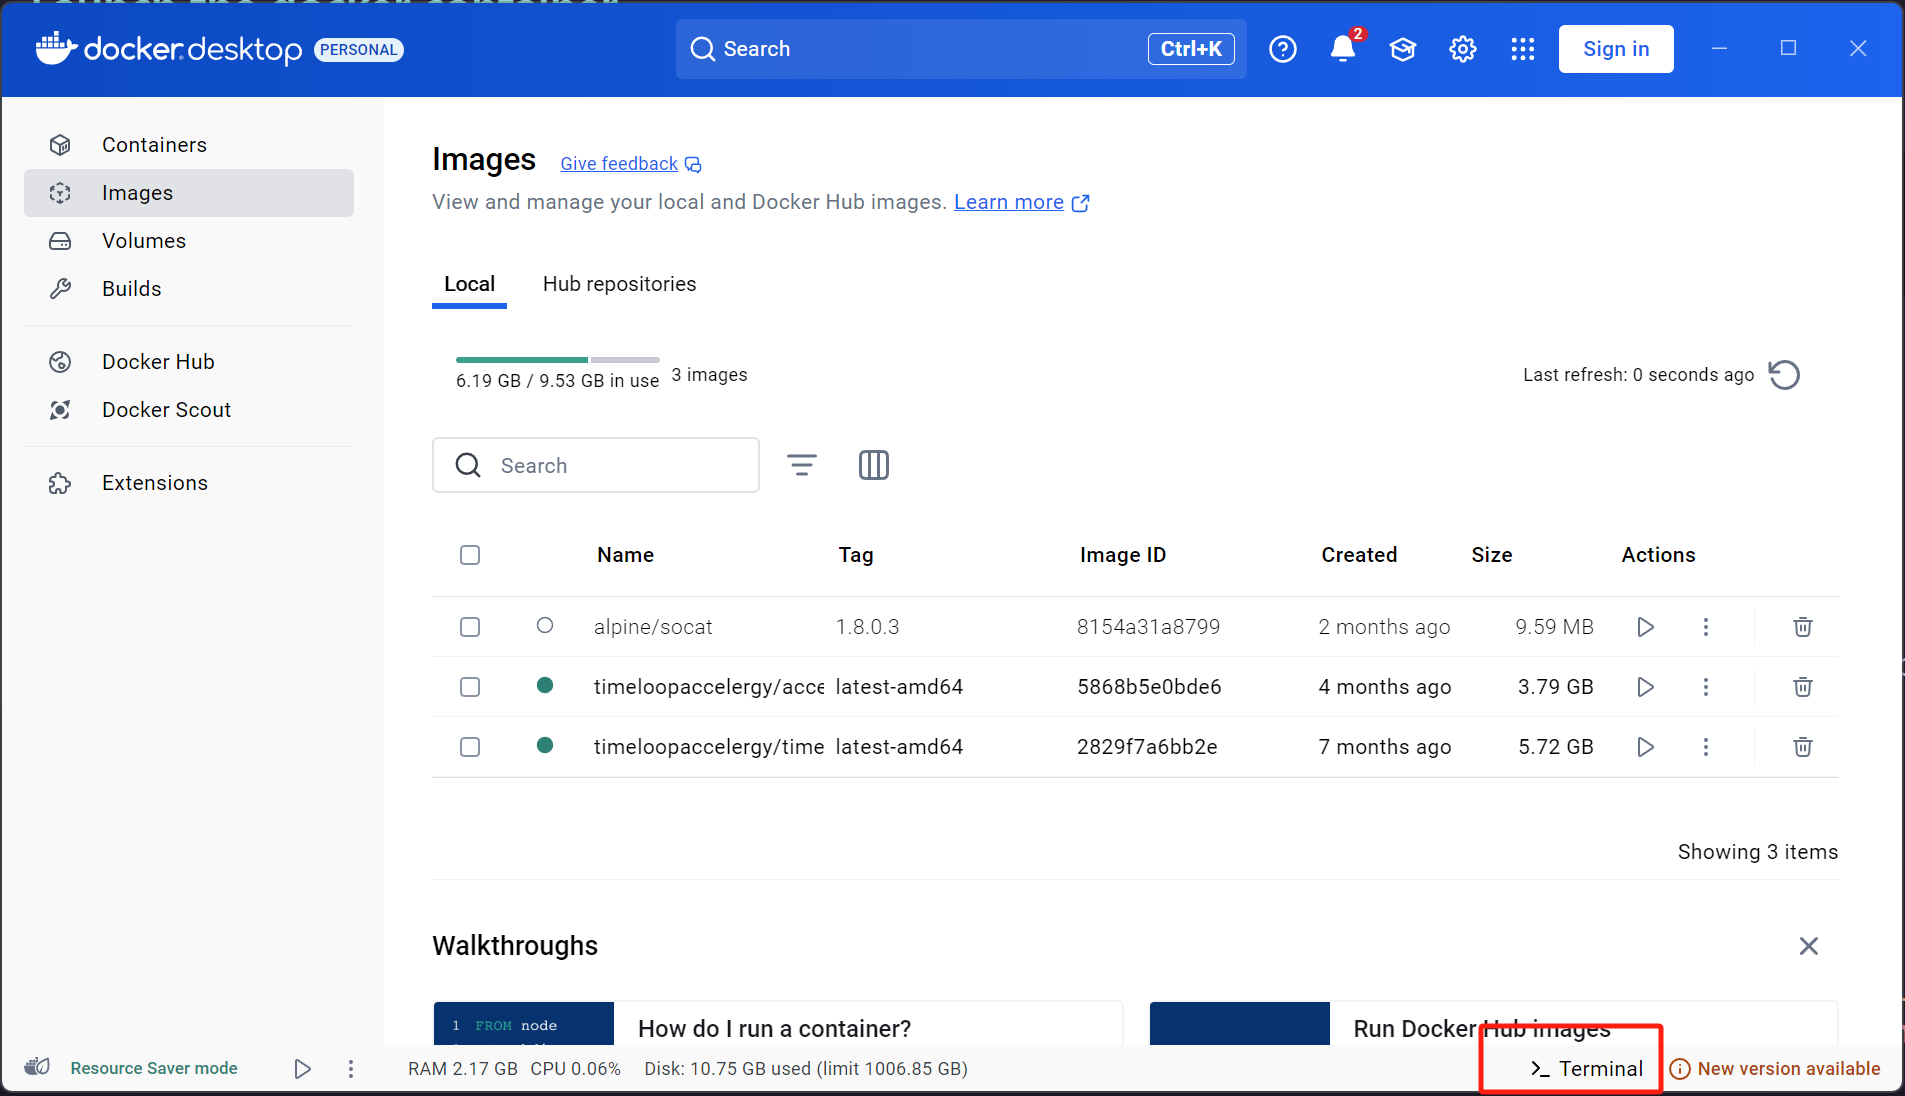 docker desktop PERSONAL
Search Ctrl+K
2
Sign in
Containers
Images
Volumes
Builds
Docker Hub
Docker Scout
Extensions
Images Give feedback
View and manage your local and Docker Hub images. Learn more
Local Hub repositories
6.19 GB / 9.53 GB in use 3 images
Last refresh: 0 seconds ago
Search
Name Tag Image ID Created Size Actions
alpine/socat 1.8.0.3 8154a31a8799 2 months ago 9.59 MB
timeloopaccelergy/acce latest-amd64 5868b5e0bde6 4 months ago 3.79 GB
timeloopaccelergy/time latest-amd64 2829f7a6bb2e 7 months ago 5.72 GB
Showing 3 items
Walkthroughs
1 FROM node
How do I run a container?
Run Docker Hub images
Resource Saver mode
RAM 2.17 GB CPU 0.06% Disk: 10.75 GB used (limit 1006.85 GB)
>_ Terminal
New version available